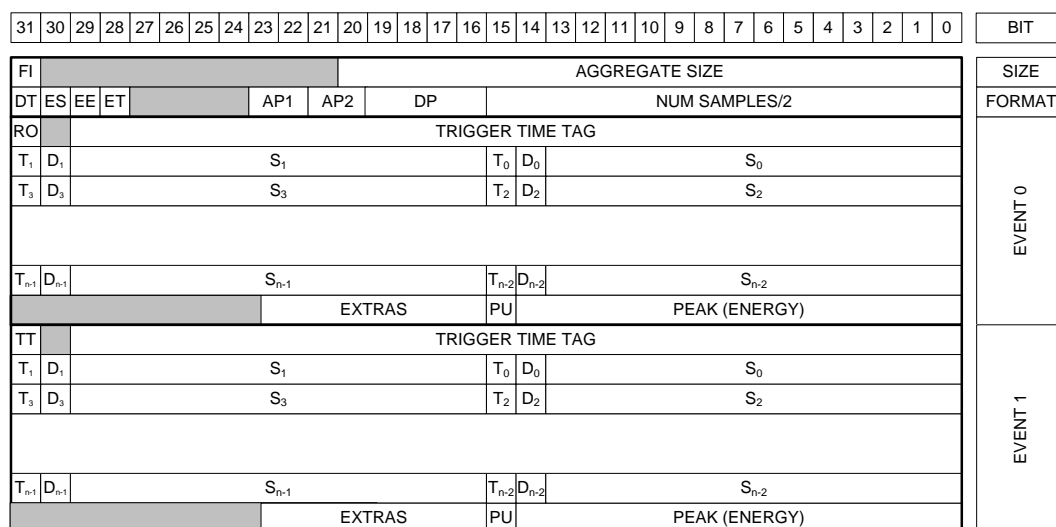 31 30 29 28 27 26 25 24 23 22 21 20 19 18 17 16 15 14 13 12 11 10 9 8 7 6 5 4 3 2 1 0 BIT
FI AGGREGATE SIZE SIZE
DT ES EE ET AP1 AP2 DP NUM SAMPLES/2 FORMAT
RO TRIGGER TIME TAG
T₁ D₁ S₁ T₀ D₀ S₀
T₃ D₃ S₃ T₂ D₂ S₂
EVENT 0
Tₙ₋₁ Dₙ₋₁ Sₙ₋₁ Tₙ₋₂ Dₙ₋₂ Sₙ₋₂
EXTRAS PU PEAK (ENERGY)
TT TRIGGER TIME TAG
T₁ D₁ S₁ T₀ D₀ S₀
T₃ D₃ S₃ T₂ D₂ S₂
EVENT 1
Tₙ₋₁ Dₙ₋₁ Sₙ₋₁ Tₙ₋₂ Dₙ₋₂ Sₙ₋₂
EXTRAS PU PEAK (ENERGY)